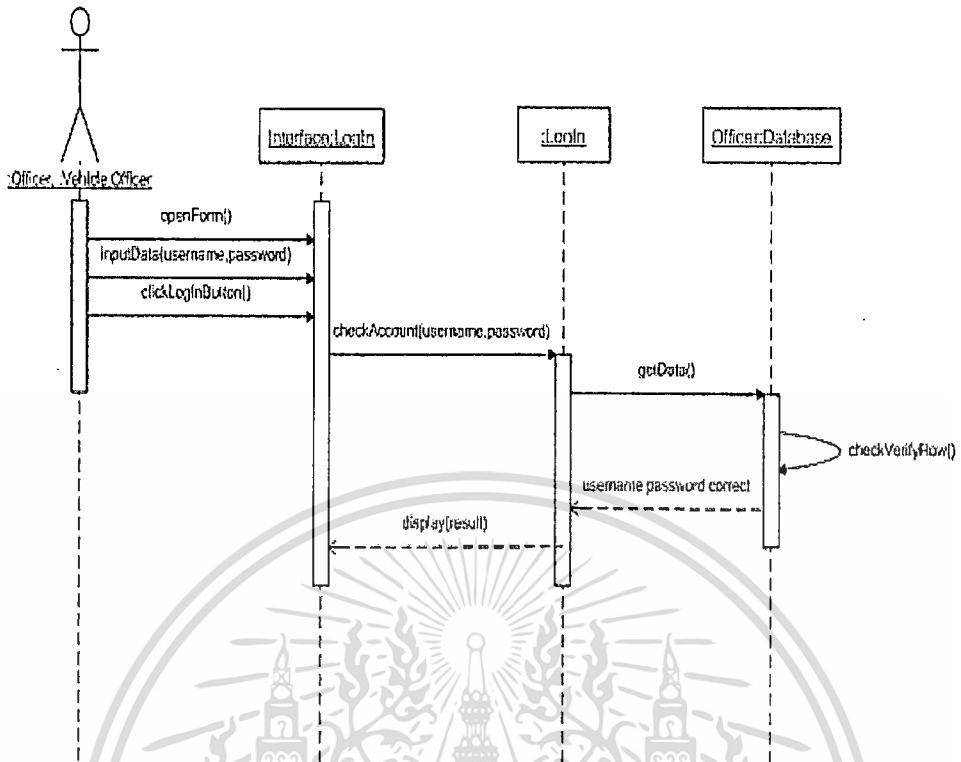 Interface:LogIn
:LogIn
Officer:Database
:Officer, :Vehicle Officer
openForm()
inputData(username,password)
clickLogInButton()
checkAccount(username,password)
getData()
checkVerifyRow()
username password correct
display(result)